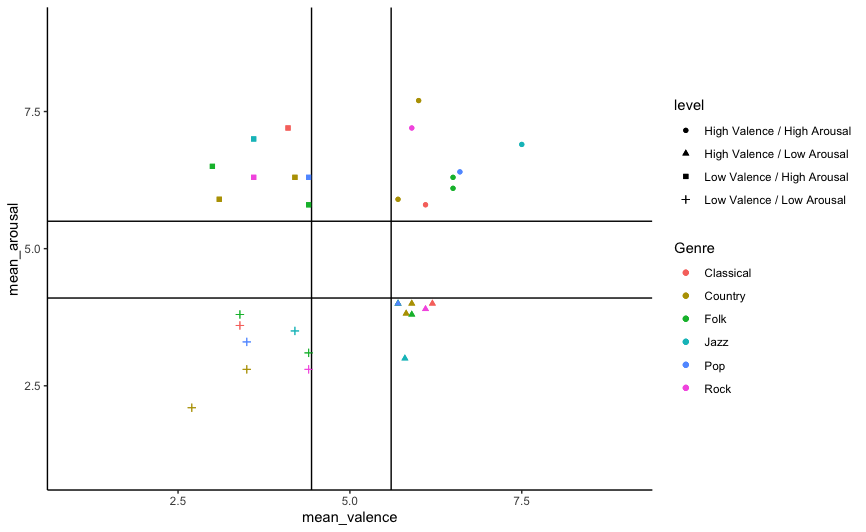 7.5
5.0
2.5
mean_arousal
2.5
5.0
7.5
mean_valence
level
High Valence / High Arousal
High Valence / Low Arousal
Low Valence / High Arousal
Low Valence / Low Arousal
Genre
Classical
Country
Folk
Jazz
Pop
Rock